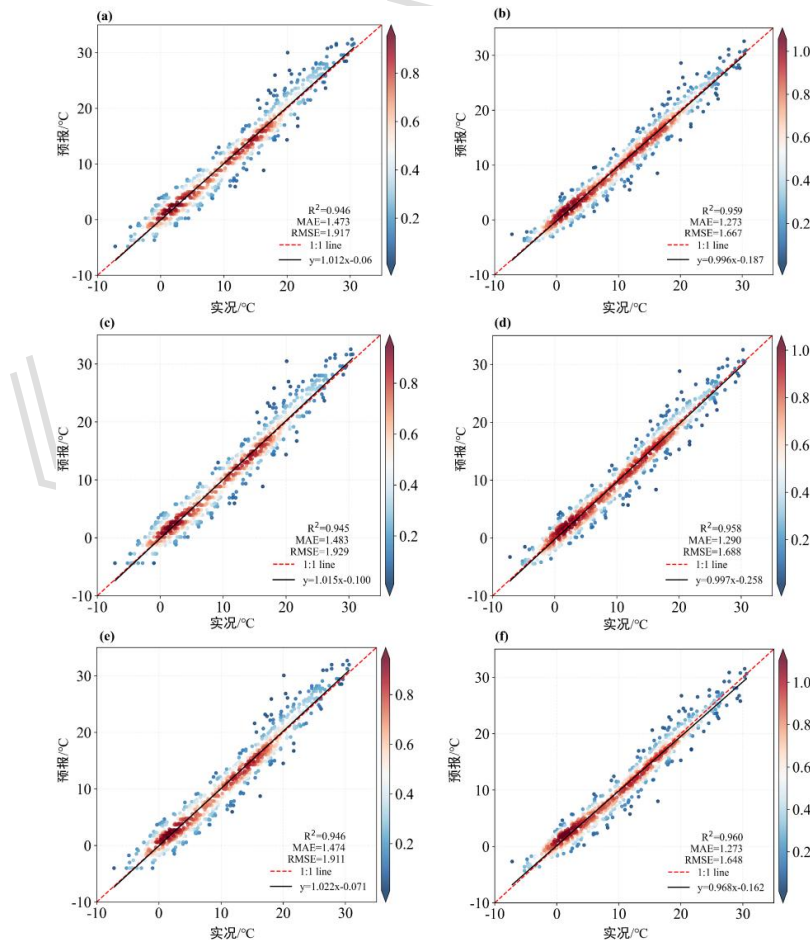 (a)
30
20
10
0
-10
预报/°C
-10
0
10
20
30
实况/°C
R²=0.946
MAE=1.473
RMSE=1.917
1:1 line
y=1.012x-0.06
0.8
0.6
0.4
0.2
(b)
30
20
10
0
-10
预报/°C
-10
0
10
20
30
实况/°C
R²=0.959
MAE=1.273
RMSE=1.667
1:1 line
y=0.996x-0.187
1.0
0.8
0.6
0.4
0.2
(c)
30
20
10
0
-10
预报/°C
-10
0
10
20
30
实况/°C
R²=0.945
MAE=1.483
RMSE=1.929
1:1 line
y=1.015x-0.100
0.8
0.6
0.4
0.2
(d)
30
20
10
0
-10
预报/°C
-10
0
10
20
30
实况/°C
R²=0.958
MAE=1.290
RMSE=1.688
1:1 line
y=0.997x-0.258
1.0
0.8
0.6
0.4
0.2
(e)
30
20
10
0
-10
预报/°C
-10
0
10
20
30
实况/°C
R²=0.946
MAE=1.474
RMSE=1.911
1:1 line
y=1.022x-0.071
0.8
0.6
0.4
0.2
(f)
30
20
10
0
-10
预报/°C
-10
0
10
20
30
实况/°C
R²=0.960
MAE=1.273
RMSE=1.648
1:1 line
y=0.968x-0.162
1.0
0.8
0.6
0.4
0.2